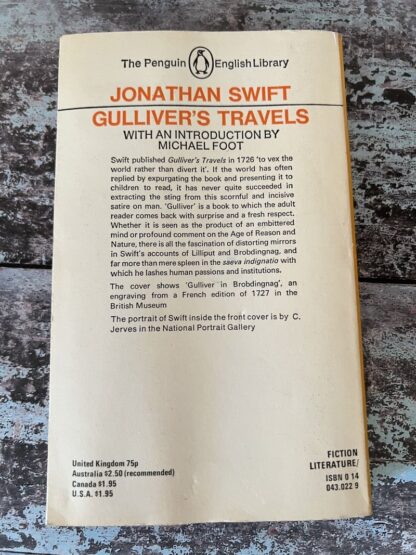 The Penguin English Library
JONATHAN SWIFT
GULLIVER'S TRAVELS
WITH AN INTRODUCTION BY
MICHAEL FOOT
Swift published Gulliver's Travels in 1726 'to vex the
world rather than divert it'. If the world has often
replied by expurgating the book and presenting it to
children to read, it has never quite succeeded in
extracting the sting from this scornful and incisive
satire on man. 'Gulliver' is a book to which the adult
reader comes back with surprise and a fresh respect.
Whether it is seen as the product of an embittered
mind or profound comment on the Age of Reason and
Nature, there is all the fascination of distorting mirrors
in Swift's accounts of Lilliput and Brobdingnag, and
far more than mere spleen in the saeva indignatio with
which he lashes human passions and institutions.
The cover shows 'Gulliver in Brobdingnag', an
engraving from a French edition of 1727 in the
British Museum
The portrait of Swift inside the front cover is by C.
Jerves in the National Portrait Gallery
United Kingdom 75p
Australia $2.50 (recommended)
Canada $1.95
U.S.A. $1.95
FICTION
LITERATURE/
ISBN 0 14
043.022 9